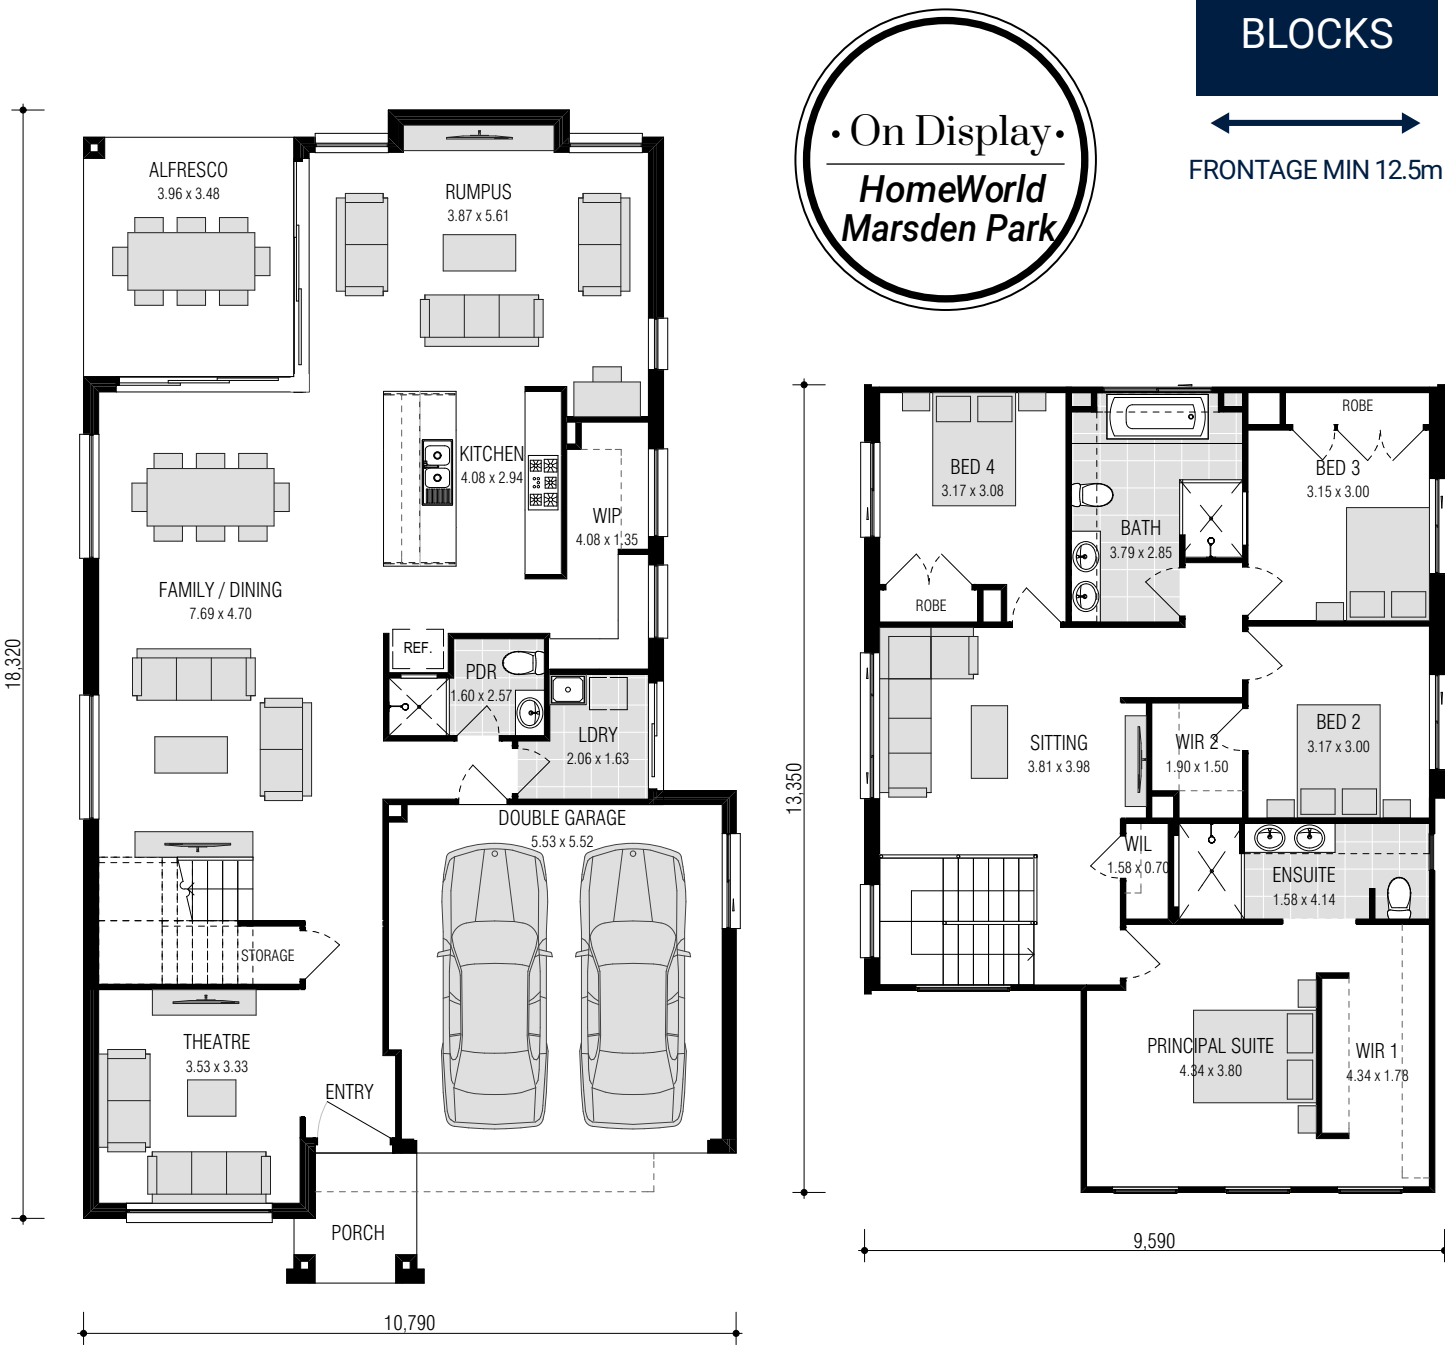 BLOCKS
FRONTAGE MIN 12.5m
• On Display •
HomeWorld
Marsden Park
ALFRESCO
3.96 x 3.48
RUMPUS
3.87 x 5.61
KITCHEN
4.08 x 2.94
WIP
4.08 x 1.35
FAMILY / DINING
7.69 x 4.70
REF.
PDR
1.60 x 2.57
LDRY
2.06 x 1.63
DOUBLE GARAGE
5.53 x 5.52
STORAGE
THEATRE
3.53 x 3.33
ENTRY
PORCH
18,320
10,790
ROBE
BED 4
3.17 x 3.08
BED 3
3.15 x 3.00
BATH
3.79 x 2.85
ROBE
SITTING
3.81 x 3.98
WIR 2
1.90 x 1.50
BED 2
3.17 x 3.00
WIL
1.58 x 0.70
ENSUITE
1.58 x 4.14
PRINCIPAL SUITE
4.34 x 3.80
WIR 1
4.34 x 1.78
13,350
9,590